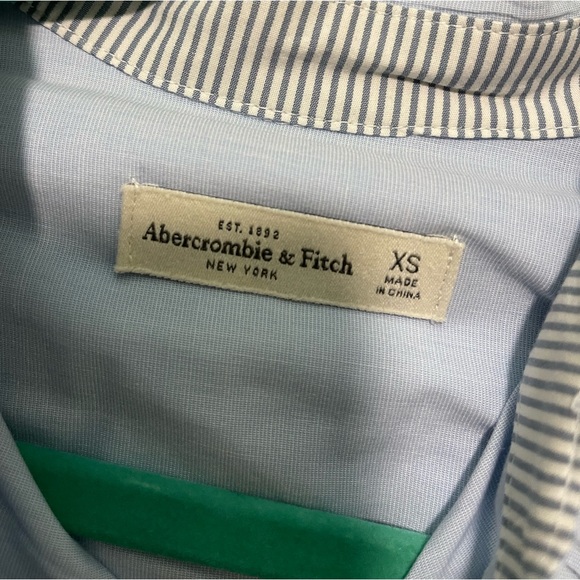 EST. 1892
Abercrombie & Fitch
NEW YORK
XS
MADE
IN CHINA